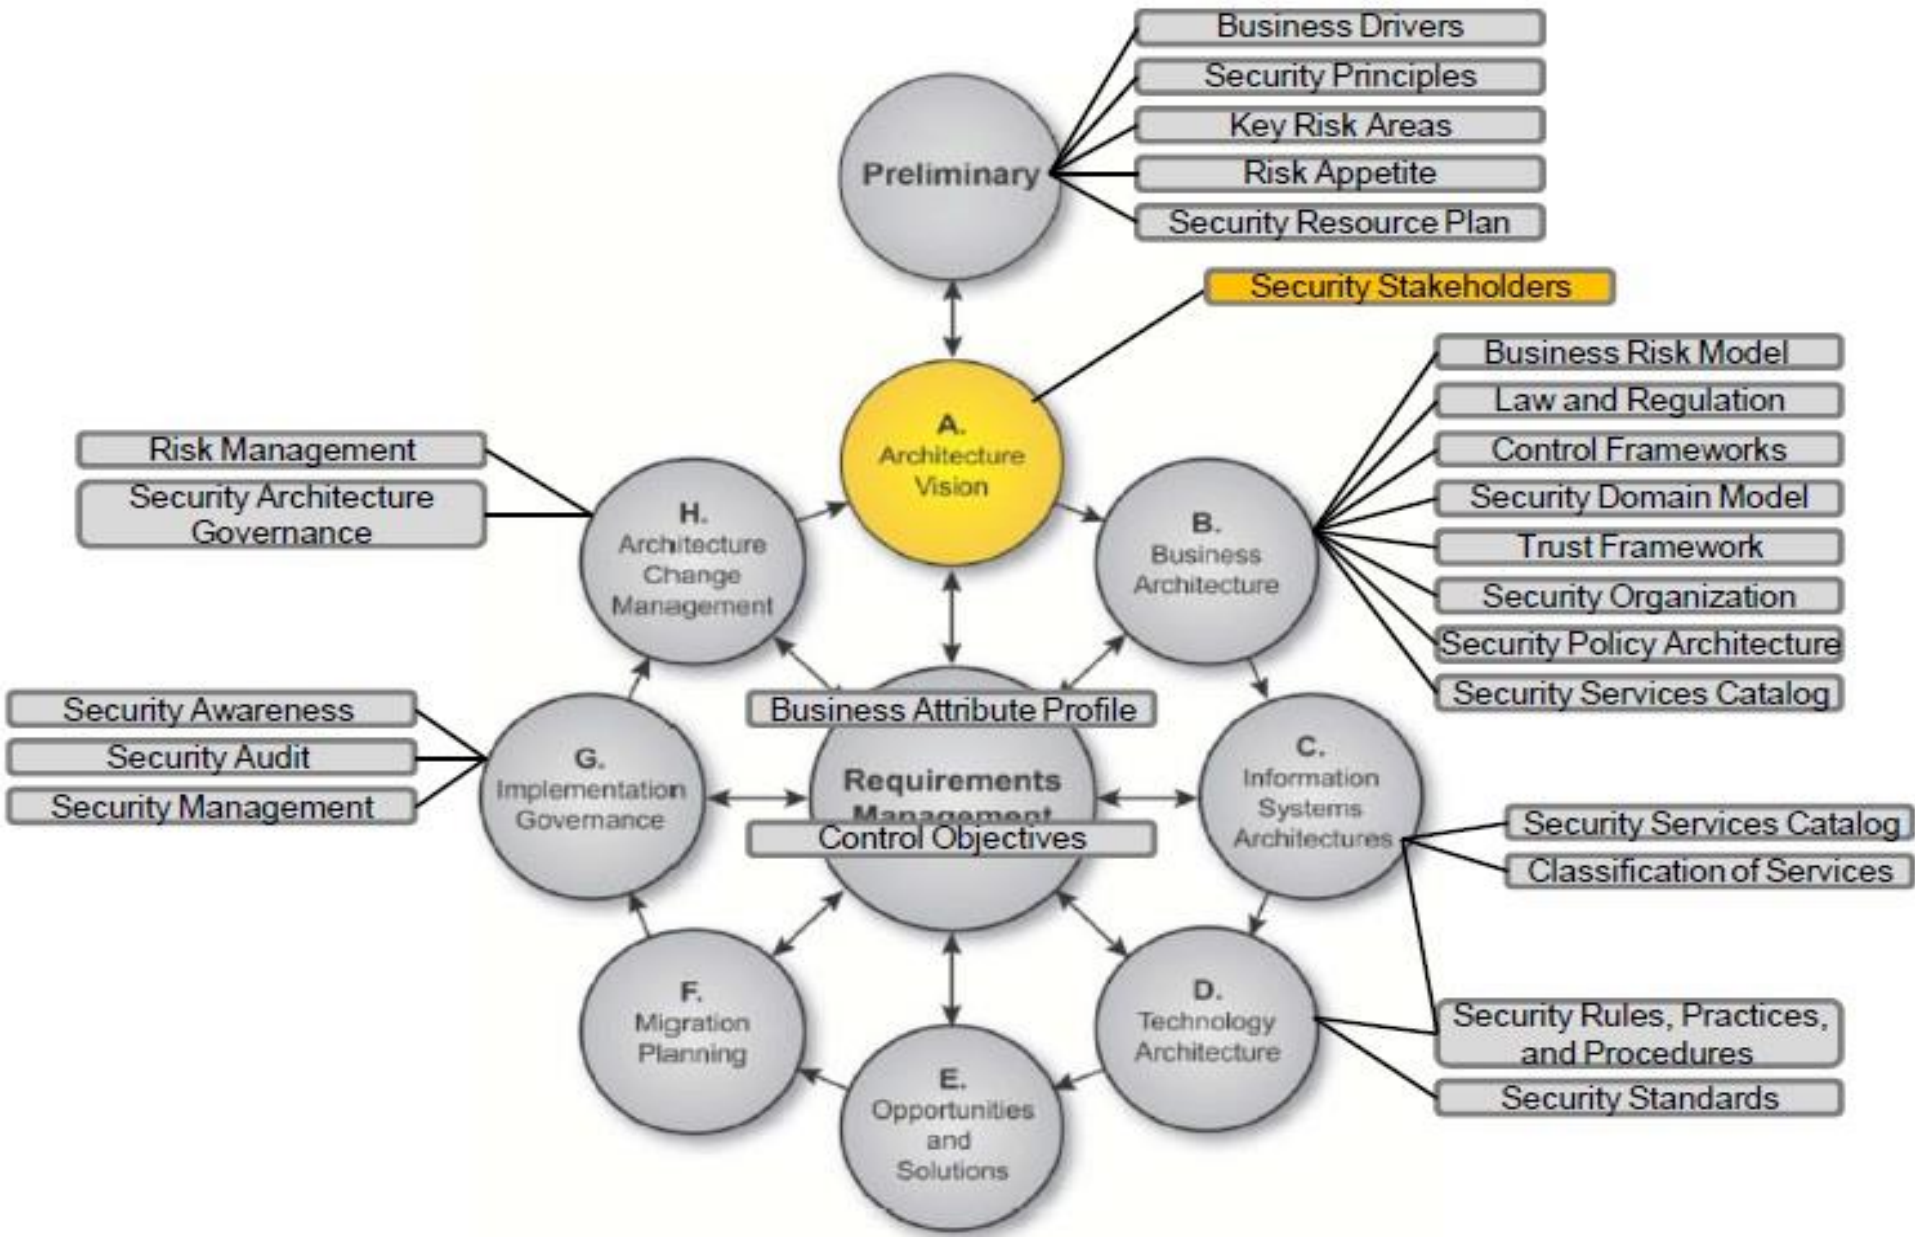 Business Drivers
Security Principles
Key Risk Areas
Risk Appetite
Security Resource Plan
Preliminary
Security Stakeholders
A.
Architecture
Vision
Business Risk Model
Law and Regulation
Control Frameworks
Security Domain Model
Trust Framework
Security Organization
Security Policy Architecture
Security Services Catalog
B.
Business
Architecture
Risk Management
Security Architecture
Governance
H.
Architecture
Change
Management
Security Awareness
Security Audit
Security Management
G.
Implementation
Governance
Business Attribute Profile
Requirements
Management
Control Objectives
C.
Information
Systems
Architectures
Security Services Catalog
Classification of Services
F.
Migration
Planning
E.
Opportunities
and
Solutions
D.
Technology
Architecture
Security Rules, Practices,
and Procedures
Security Standards